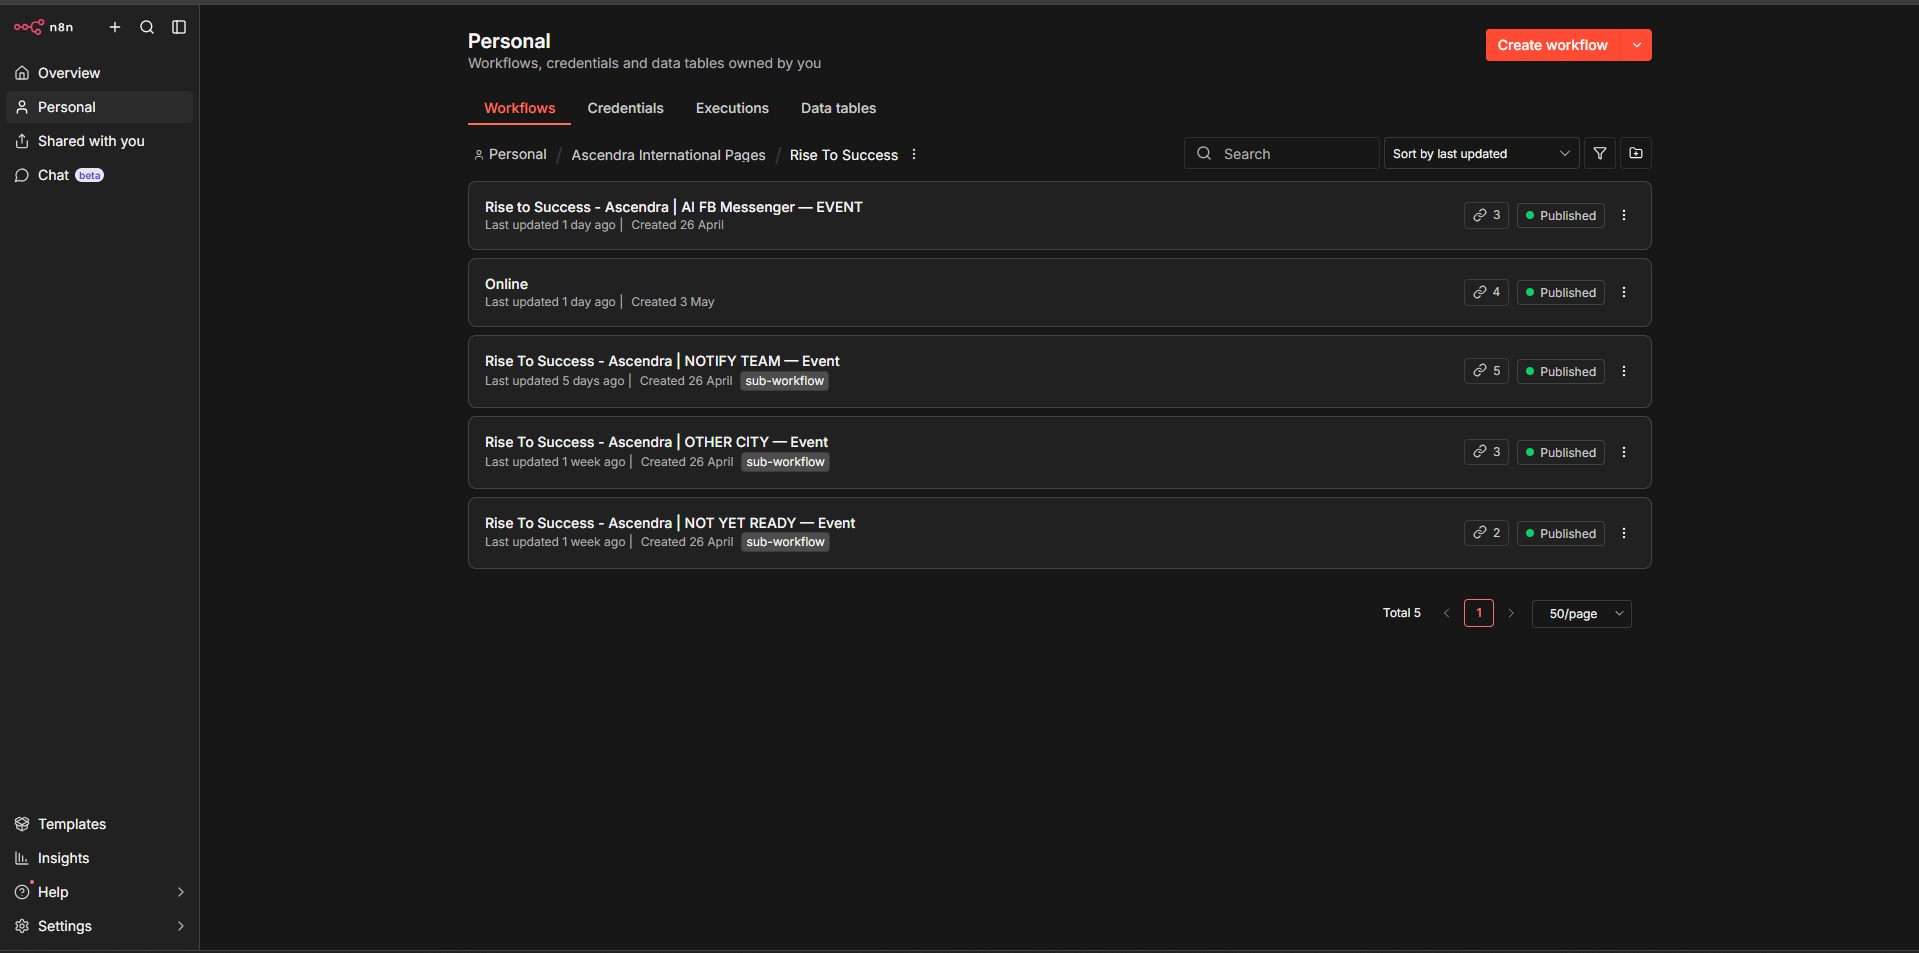 n8n
Overview
Personal
Shared with you
Chat beta
Templates
Insights
Help
Settings
Personal
Workflows, credentials and data tables owned by you
Create workflow
Workflows Credentials Executions Data tables
Personal / Ascendra International Pages / Rise To Success
Search
Sort by last updated
Rise to Success - Ascendra | AI FB Messenger — EVENT
Last updated 1 day ago | Created 26 April
3 Published
Online
Last updated 1 day ago | Created 3 May
4 Published
Rise To Success - Ascendra | NOTIFY TEAM — Event
Last updated 5 days ago | Created 26 April sub-workflow
5 Published
Rise To Success - Ascendra | OTHER CITY — Event
Last updated 1 week ago | Created 26 April sub-workflow
3 Published
Rise To Success - Ascendra | NOT YET READY — Event
Last updated 1 week ago | Created 26 April sub-workflow
2 Published
Total 5 1 50/page